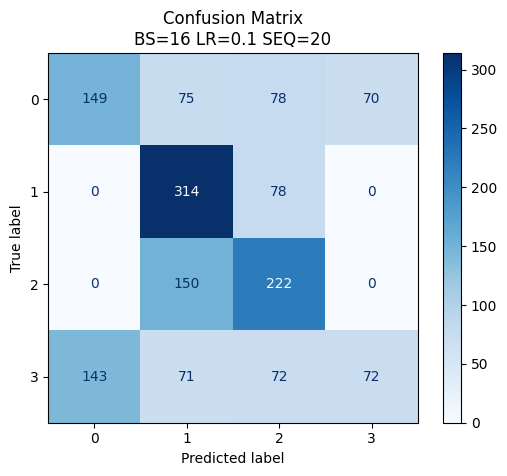 Confusion Matrix
BS=16 LR=0.1 SEQ=20
0 149 75 78 70
1 0 314 78 0
2 0 150 222 0
3 143 71 72 72
0 1 2 3
Predicted label
True label
300
250
200
150
100
50
0